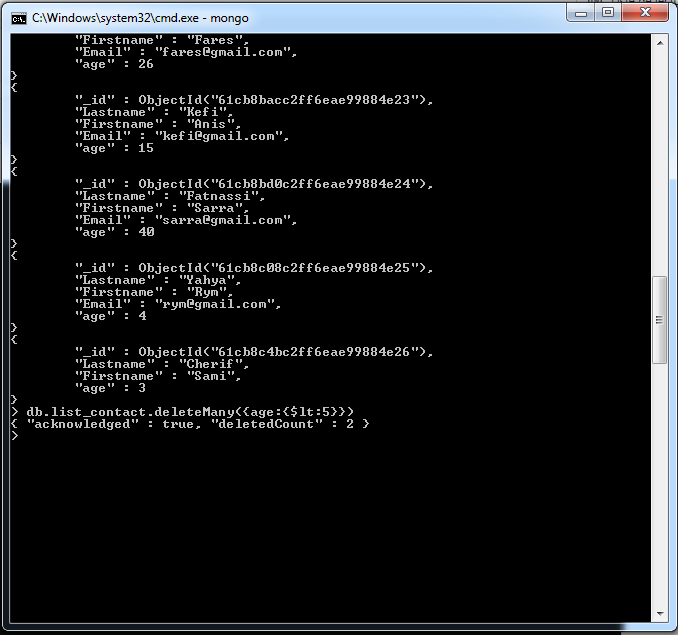 C:\Windows\system32\cmd.exe - mongo
"Firstname" : "Fares",
"Email" : "fares@gmail.com",
"age" : 26
}
{
"_id" : ObjectId("61cb8bacc2ff6eae99884e23"),
"Lastname" : "Kefi",
"Firstname" : "Anis",
"Email" : "kefi@gmail.com",
"age" : 15
}
{
"_id" : ObjectId("61cb8bd0c2ff6eae99884e24"),
"Lastname" : "Fatnassi",
"Firstname" : "Sarra",
"Email" : "sarra@gmail.com",
"age" : 40
}
{
"_id" : ObjectId("61cb8c08c2ff6eae99884e25"),
"Lastname" : "Yahya",
"Firstname" : "Rym",
"Email" : "rym@gmail.com",
"age" : 4
}
{
"_id" : ObjectId("61cb8c4bc2ff6eae99884e26"),
"Lastname" : "Cherif",
"Firstname" : "Sami",
"age" : 3
}
> db.list_contact.deleteMany({age:{$lt:5}})
{ "acknowledged" : true, "deletedCount" : 2 }
>